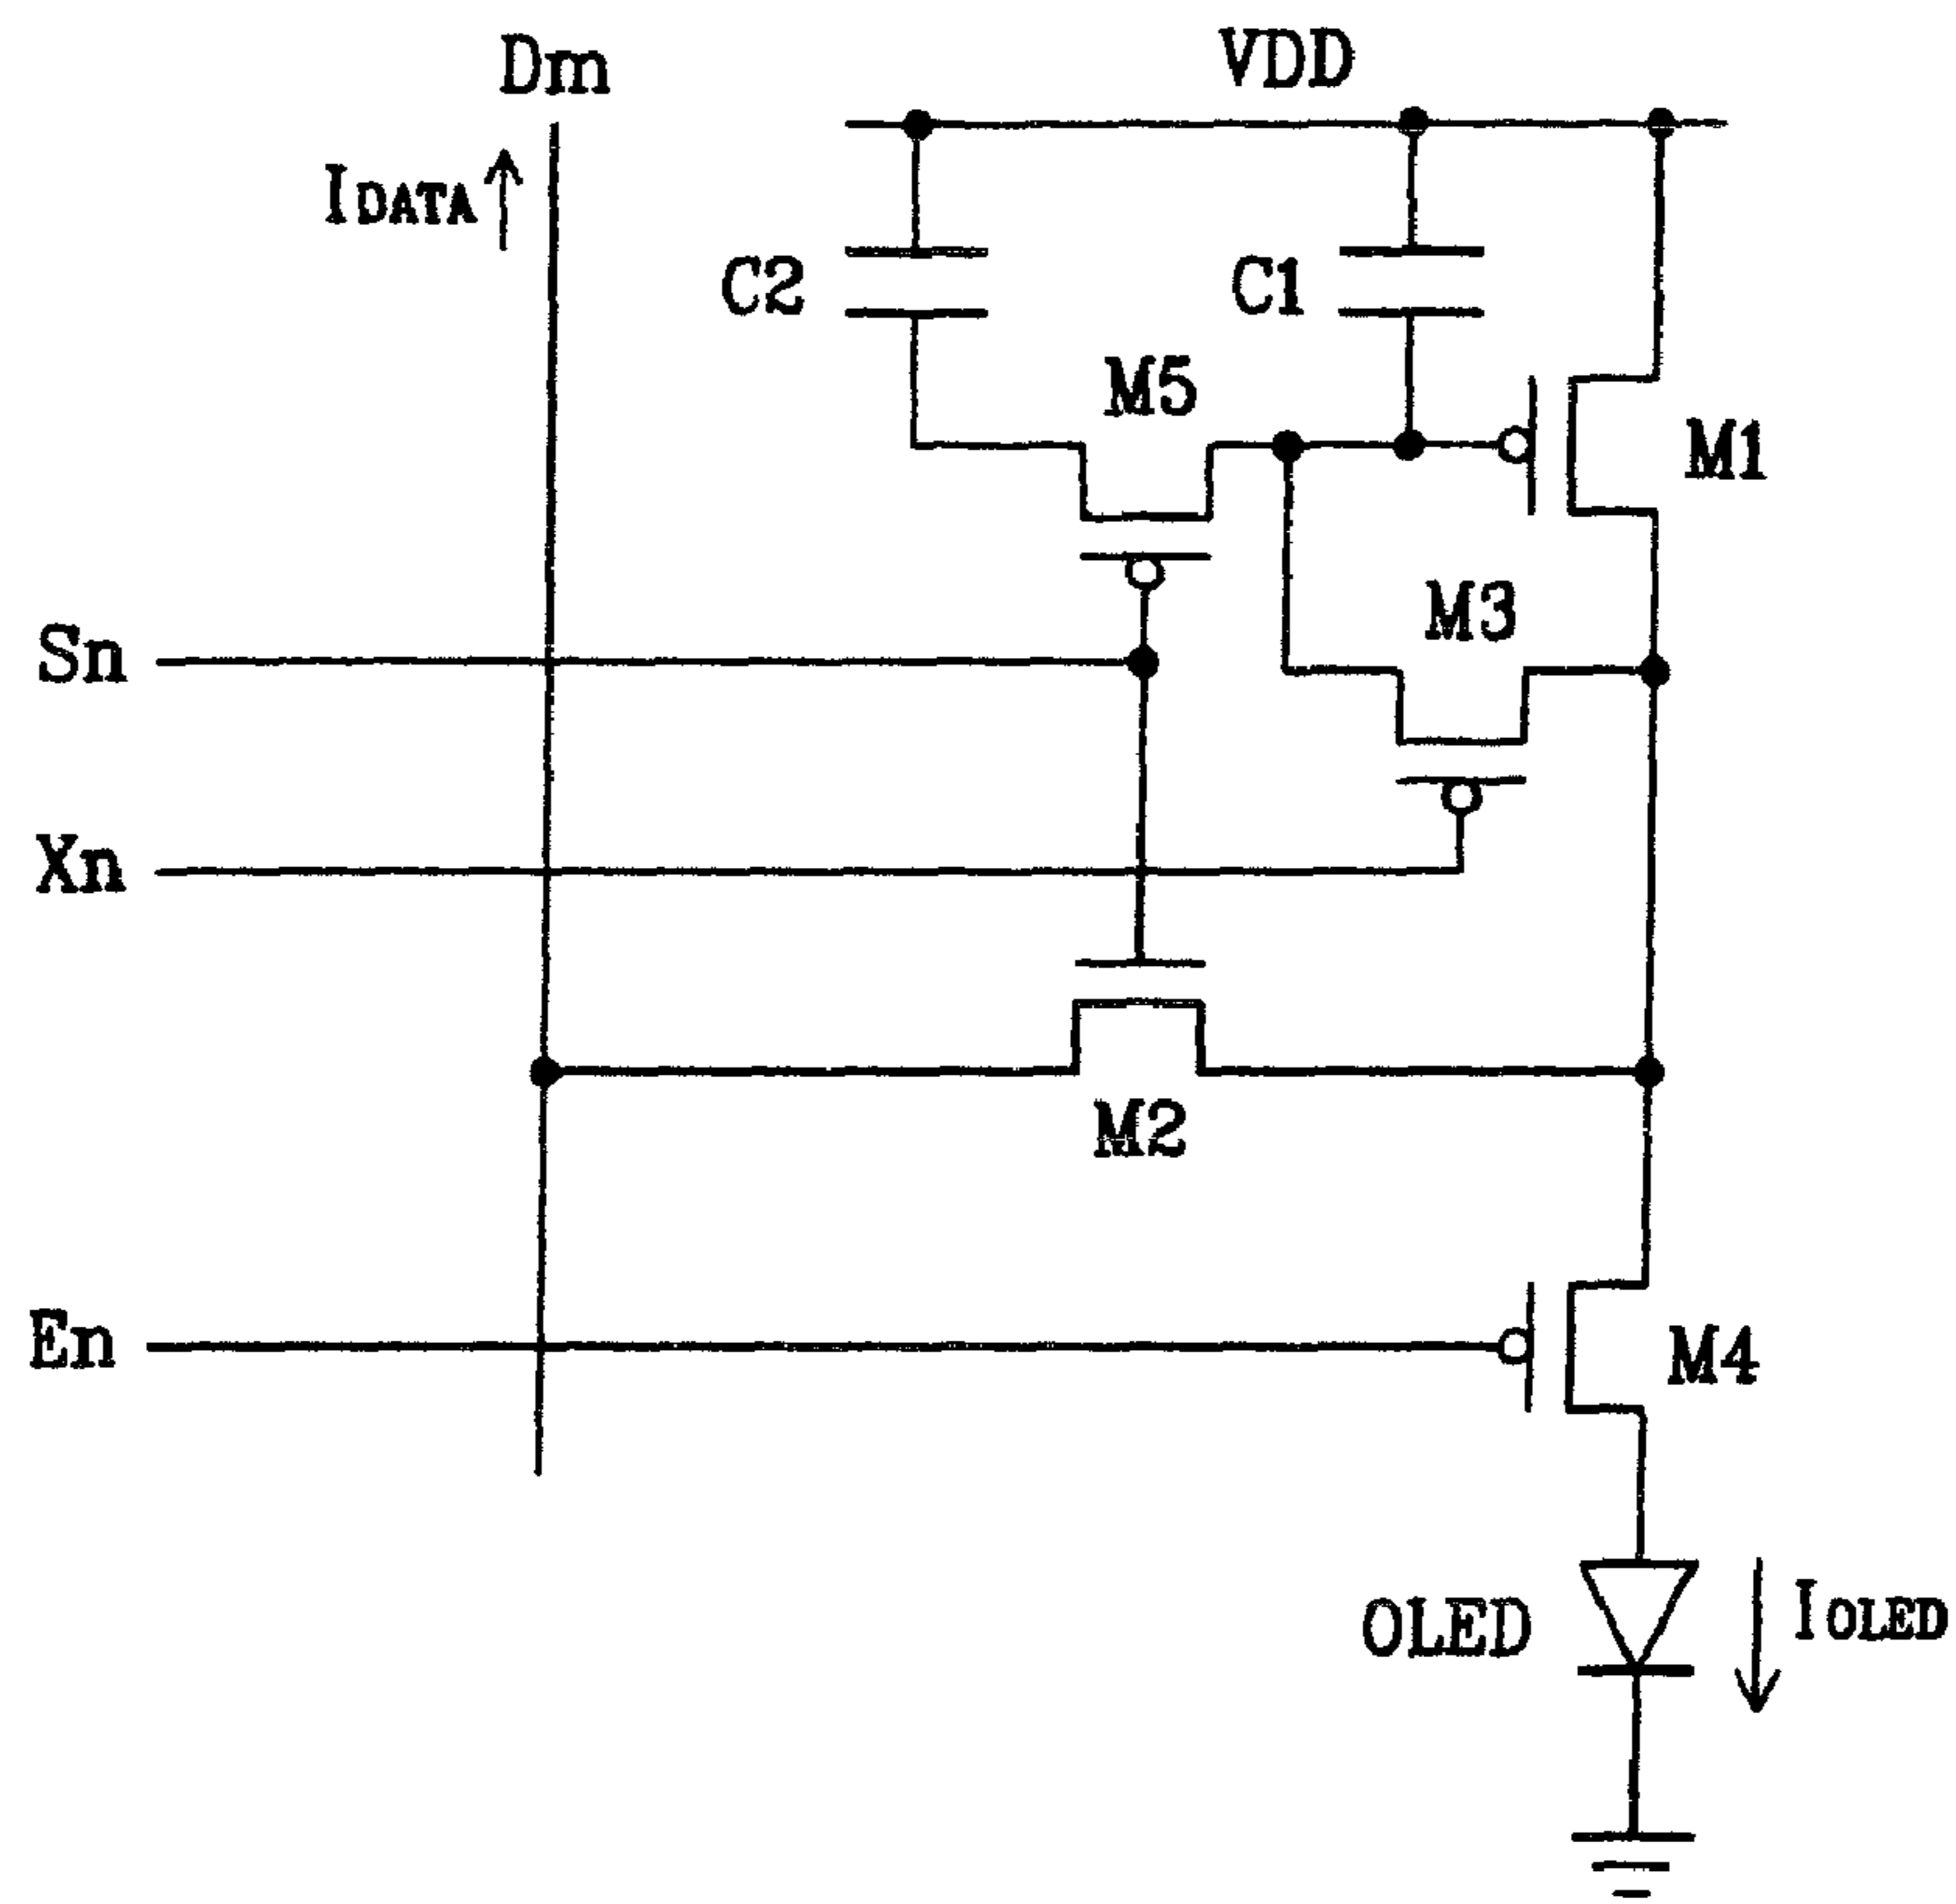 Dm
VDD
IDATA
C2
C1
M5
M1
M3
Sn
Xn
M2
En
M4
OLED
IOLED